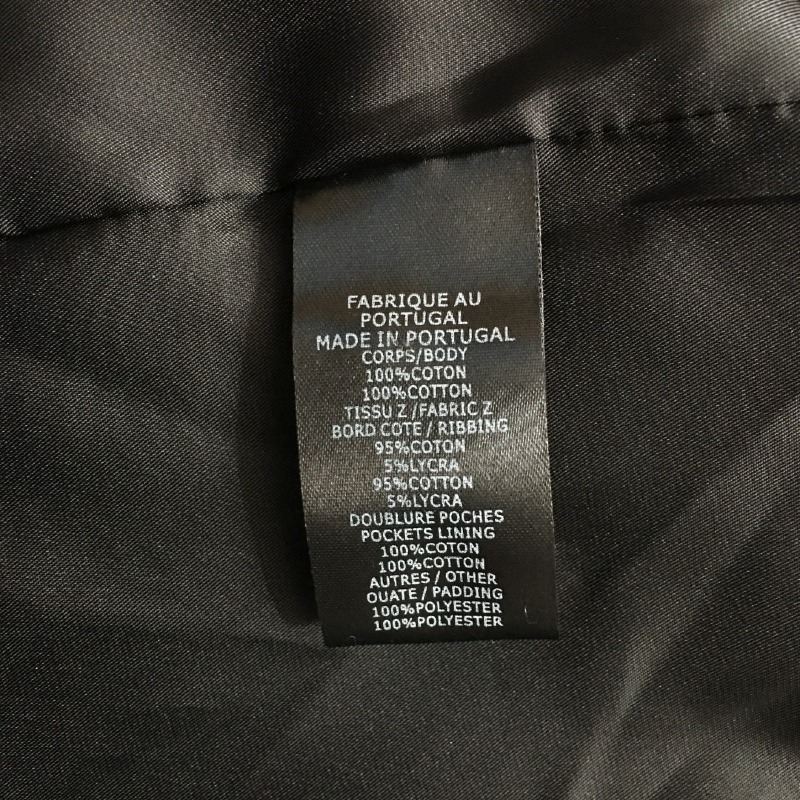 FABRIQUE AU
PORTUGAL
MADE IN PORTUGAL
CORPS/BODY
100%COTON
100%COTTON
TISSU Z /FABRIC Z
BORD COTE / RIBBING
95%COTON
5%LYCRA
95%COTTON
5%LYCRA
DOUBLURE POCHES
POCKETS LINING
100%COTON
100%COTTON
AUTRES / OTHER
OUATE / PADDING
100%POLYESTER
100%POLYESTER